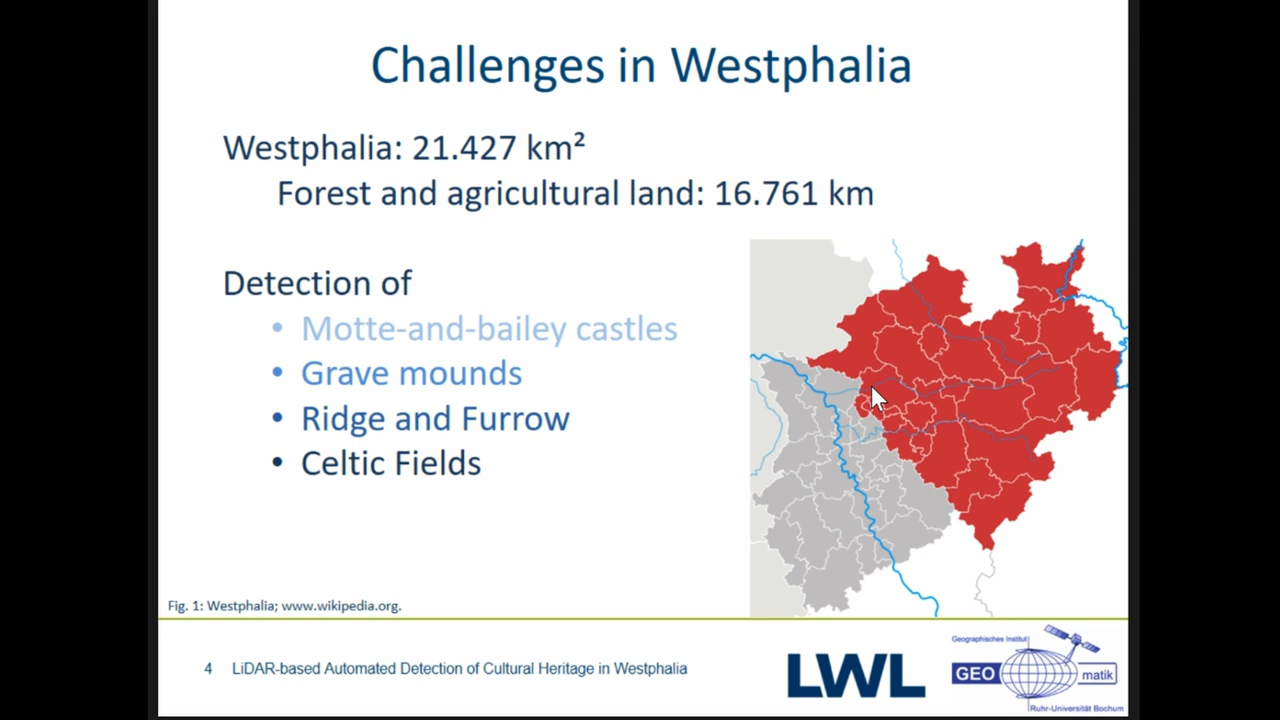 Challenges in Westphalia
Westphalia: 21.427 km²
Forest and agricultural land: 16.761 km
Detection of
• Motte-and-bailey castles
• Grave mounds
• Ridge and Furrow
• Celtic Fields
Fig. 1: Westphalia; www.wikipedia.org.
4 LiDAR-based Automated Detection of Cultural Heritage in Westphalia
LWL
Geographisches Institut
GEO matik
Ruhr-Universität Bochum